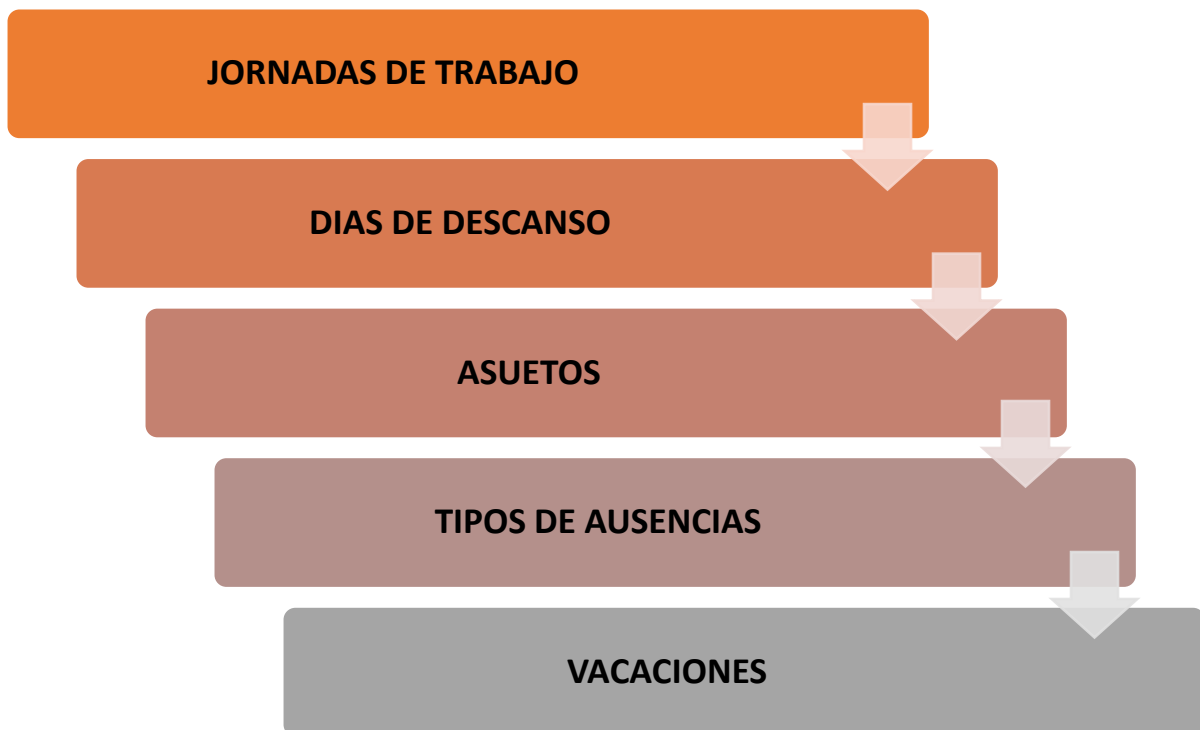 JORNADAS DE TRABAJO
DIAS DE DESCANSO
ASUETOS
TIPOS DE AUSENCIAS
VACACIONES